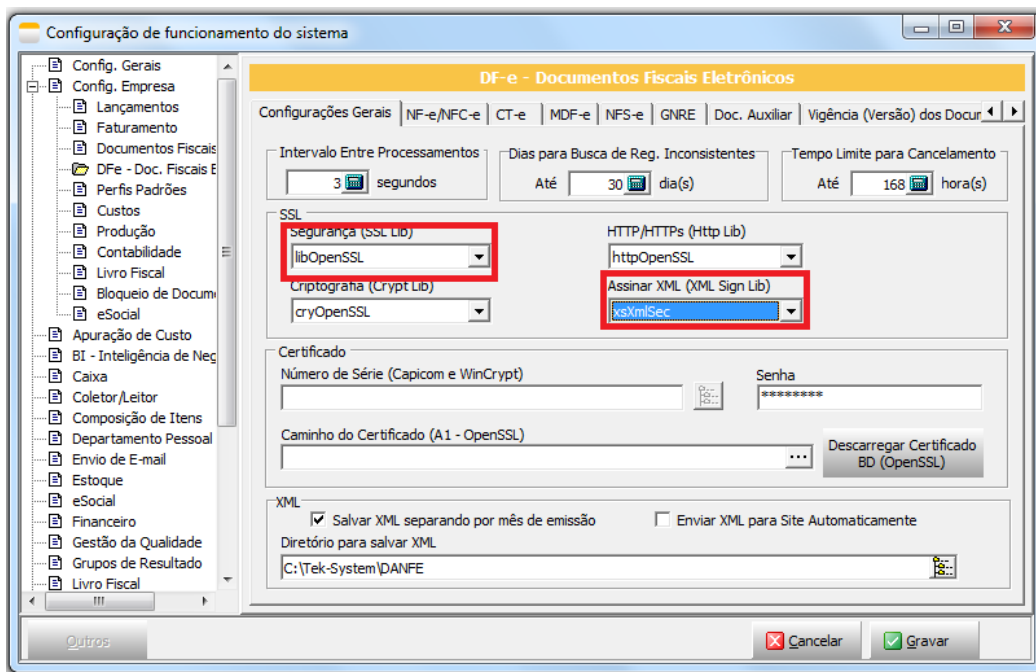 Configuração de funcionamento do sistema
Config. Gerais
Config. Empresa
Lançamentos
Faturamento
Documentos Fiscais
DFe - Doc. Fiscais E
Perfis Padrões
Custos
Produção
Contabilidade
Livro Fiscal
Bloqueio de Docum
eSocial
Apuração de Custo
BI - Inteligência de Neg
Caixa
Coletor/Leitor
Composição de Itens
Departamento Pessoal
Envio de E-mail
Estoque
eSocial
Financeiro
Gestão da Qualidade
Grupos de Resultado
Livro Fiscal
DF-e - Documentos Fiscais Eletrônicos
Configurações Gerais NF-e/NFC-e CT-e MDF-e NFS-e GNRE Doc. Auxiliar Vigência (Versão) dos Docur
Intervalo Entre Processamentos Dias para Busca de Reg. Inconsistentes Tempo Limite para Cancelamento
3 segundos Até 30 dia(s) Até 168 hora(s)
SSL
Segurança (SSL Lib) HTTP/HTTPs (Http Lib)
libOpenSSL httpOpenSSL
Criptografia (Crypt Lib) Assinar XML (XML Sign Lib)
cryOpenSSL xsXmlSec
Certificado
Número de Série (Capicom e WinCrypt) Senha
********
Caminho do Certificado (A1 - OpenSSL)
...
Descarregar Certificado
BD (OpenSSL)
XML
Salvar XML separando por mês de emissão Enviar XML para Site Automaticamente
Diretório para salvar XML
C:\Tek-System\DANFE
Outros Cancelar Gravar